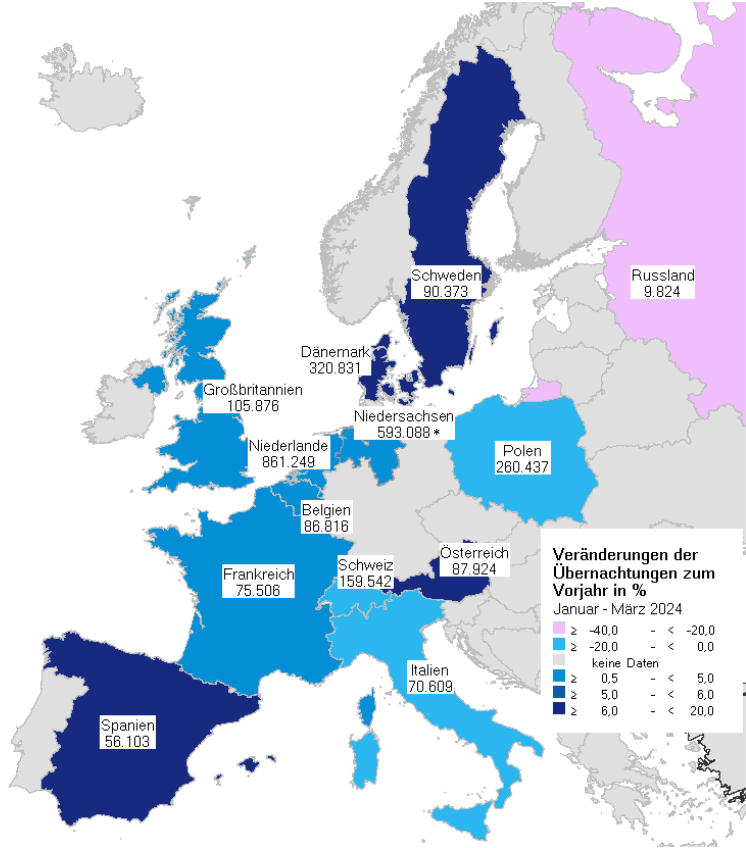 Schweden
90.373
Russland
9.824
Dänemark
320.831
Großbritannien
105.876
Niedersachsen
593.088 *
Niederlande
861.249
Polen
260.437
Belgien
86.816
Österreich
87.924
Schweiz
159.542
Frankreich
75.506
Italien
70.609
Spanien
56.103
Veränderungen der
Übernachtungen zum
Vorjahr in %
Januar - März 2024
≥ -40,0 - < -20,0
≥ -20,0 - < 0,0
keine Daten
≥ 0,5 - < 5,0
≥ 5,0 - < 6,0
≥ 6,0 - < 20,0